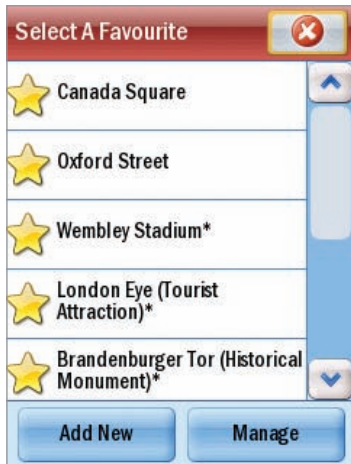 Select A Favourite
Canada Square
Oxford Street
Wembley Stadium*
London Eye (Tourist
Attraction)*
Brandenburger Tor (Historical
Monument)*
Add New
Manage